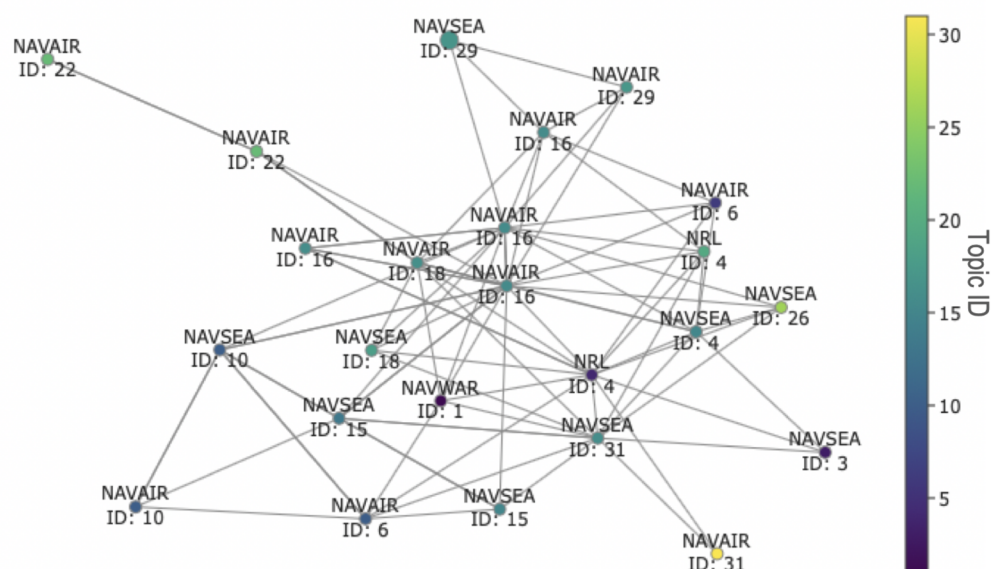 NAVSEA
ID: 29
NAVAIR
ID: 22
NAVAIR
ID: 29
NAVAIR
ID: 16
NAVAIR
ID: 22
NAVAIR
ID: 6
NAVAIR
ID: 16
NAVAIR
ID: 16
NRL
ID: 4
NAVAIR
ID: 18
NAVAIR
ID: 16
NAVSEA
ID: 26
NAVSEA
ID: 4
NAVSEA
ID: 10
NAVSEA
ID: 18
NRL
ID: 4
NAVWAR
ID: 1
NAVSEA
ID: 15
NAVSEA
ID: 31
NAVSEA
ID: 3
NAVAIR
ID: 10
NAVAIR
ID: 6
NAVSEA
ID: 15
NAVAIR
ID: 31
30
25
20
15
10
5
Topic ID